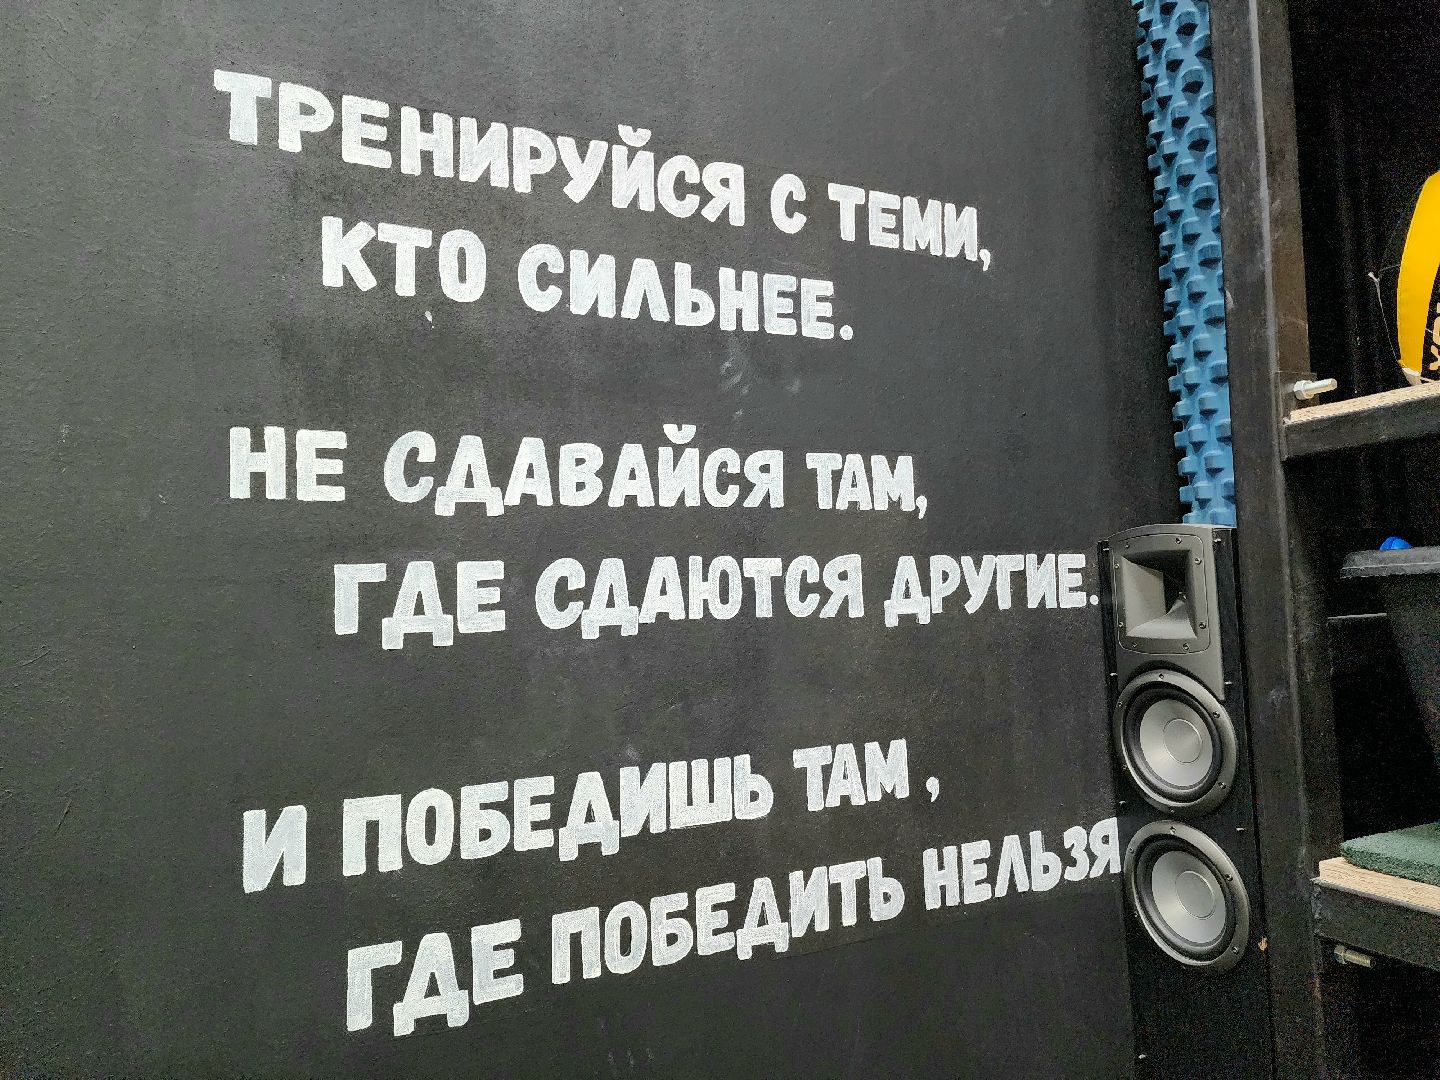 ТРЕНИРУЙСЯ С ТЕМИ,
КТО СИЛЬНЕЕ.
НЕ СДАВАЙСЯ ТАМ,
ГДЕ СДАЮТСЯ ДРУГИЕ.
И ПОБЕДИШЬ ТАМ,
ГДЕ ПОБЕДИТЬ НЕЛЬЗЯ